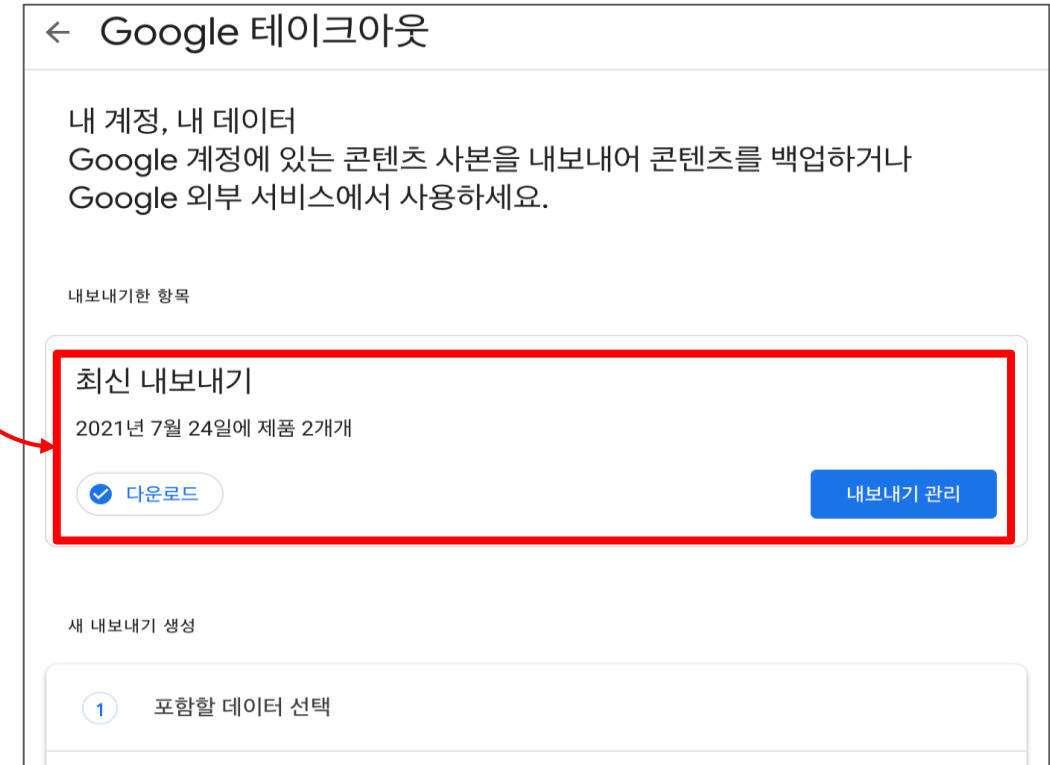 Google 테이크아웃
내 계정, 내 데이터
Google 계정에 있는 콘텐츠 사본을 내보내어 콘텐츠를 백업하거나
Google 외부 서비스에서 사용하세요.
내보내기한 항목
최신 내보내기
2021년 7월 24일에 제품 2개개
다운로드
내보내기 관리
새 내보내기 생성
1 포함할 데이터 선택